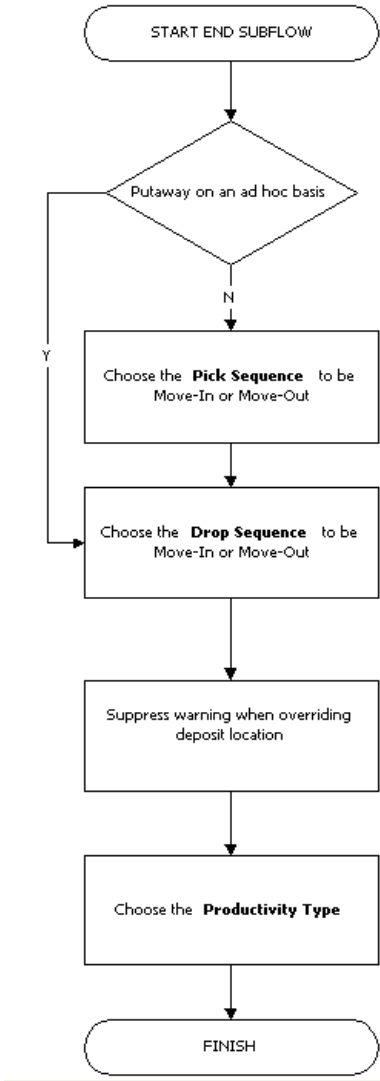 START END SUBFLOW
Putaway on an ad hoc basis
N
Y
Choose the Pick Sequence to be
Move-In or Move-Out
Choose the Drop Sequence to be
Move-In or Move-Out
Suppress warning when overriding
deposit location
Choose the Productivity Type
FINISH